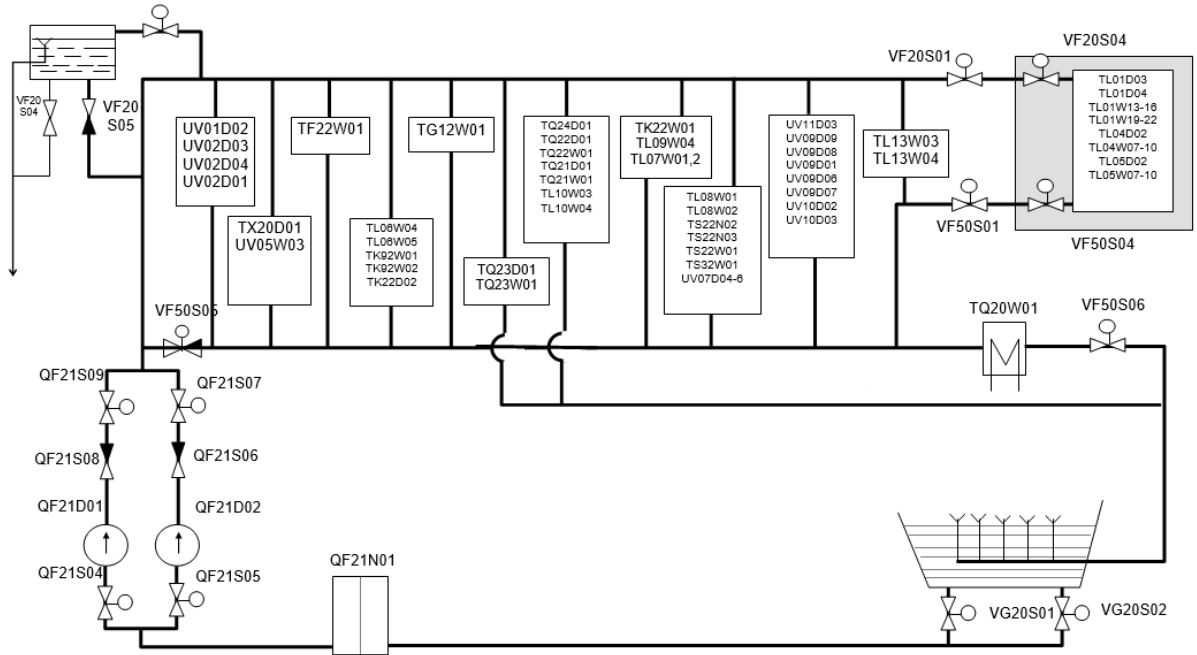 VF20S01
VF20S04
VF20
S04
VF20
S05
UV01D02
UV02D03
UV02D04
UV02D01
TF22W01
TG12W01
TQ24D01
TQ22D01
TQ22W01
TQ21D01
TQ21W01
TL10W03
TL10W04
TK22W01
TL09W04
TL07W01,2
UV11D03
UV09D09
UV09D08
UV09D01
UV09D06
UV09D07
UV10D02
UV10D03
TL13W03
TL13W04
TL01D03
TL01D04
TL01W13-16
TL01W19-22
TL04D02
TL04W07-10
TL05D02
TL05W07-10
TX20D01
UV05W03
TL06W04
TL06W05
TK92W01
TK92W02
TK22D02
TQ23D01
TQ23W01
TL08W01
TL08W02
TS22N02
TS22N03
TS22W01
TS32W01
UV07D04-6
VF50S01
VF50S04
VF50S05
TQ20W01
VF50S06
QF21S09
QF21S07
QF21S08
QF21S06
QF21D01
QF21D02
QF21S04
QF21S05
QF21N01
VG20S01
VG20S02